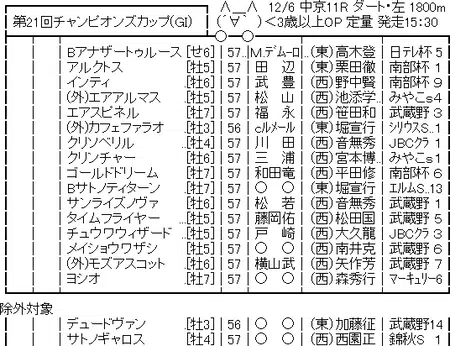 第21回チャンピオンズカップ(GⅠ)
∧＿∧ 12/6 中京11R ダート・左 1800m
(´∀`) ＜3歳以上OP 定量 発走15:30
Bアナザートゥルース [せ6] 57 M.デムーロ (東)高木登 日テレ杯 5
アルクトス [牡5] 57 田 辺 (東)栗田徹 南部杯 1
インティ [牡6] 57 武 豊 (西)野中賢 南部杯 9
(外)エアアルマス [牡5] 57 松 山 (西)池添学.. みやこs4
エアスピネル [牡7] 57 福 永 (西)笹田和 武蔵野 3
(外)カフェファラオ [牡3] 56 cルメール (東)堀宣行 シリウスS..1
クリソベリル ..[牡4] 57 川 田 (西)音無秀 JBCクラ 1
クリンチャー [牡6] 57 三 浦 (西)宮本博.. みやこs1
ゴールドドリーム [牡7] 57 和田竜 (西)平田修 南部杯 6
Bサトノティターン [牡7] 57 ○ ○ (東)堀宣行 エルムS.13
サンライズノヴァ [牡6] 57 松 若 (西)音無秀 武蔵野 1
タイムフライヤー ...[牡5] 57 藤岡佑 (西)松田国 武蔵野 5
チュウワウィザード [牡5] 57 戸 崎 (西)大久龍 JBCクラ 3
メイショウワザシ [牡5] 57 ○ ○ (西)南井克 武蔵野 6
(外)モズアスコット [牡6] 57 横山武 (西)矢作芳 武蔵野 7
ヨシオ [牡7] 57 ○ ○ (西)森秀行 マーキュリー6
除外対象
デュードヴァン [牡3] 56 ○ ○ (東)加藤征 武蔵野14
サトノギャロス [牡4] 57 ○ ○ (西)西園正 錦秋S 1